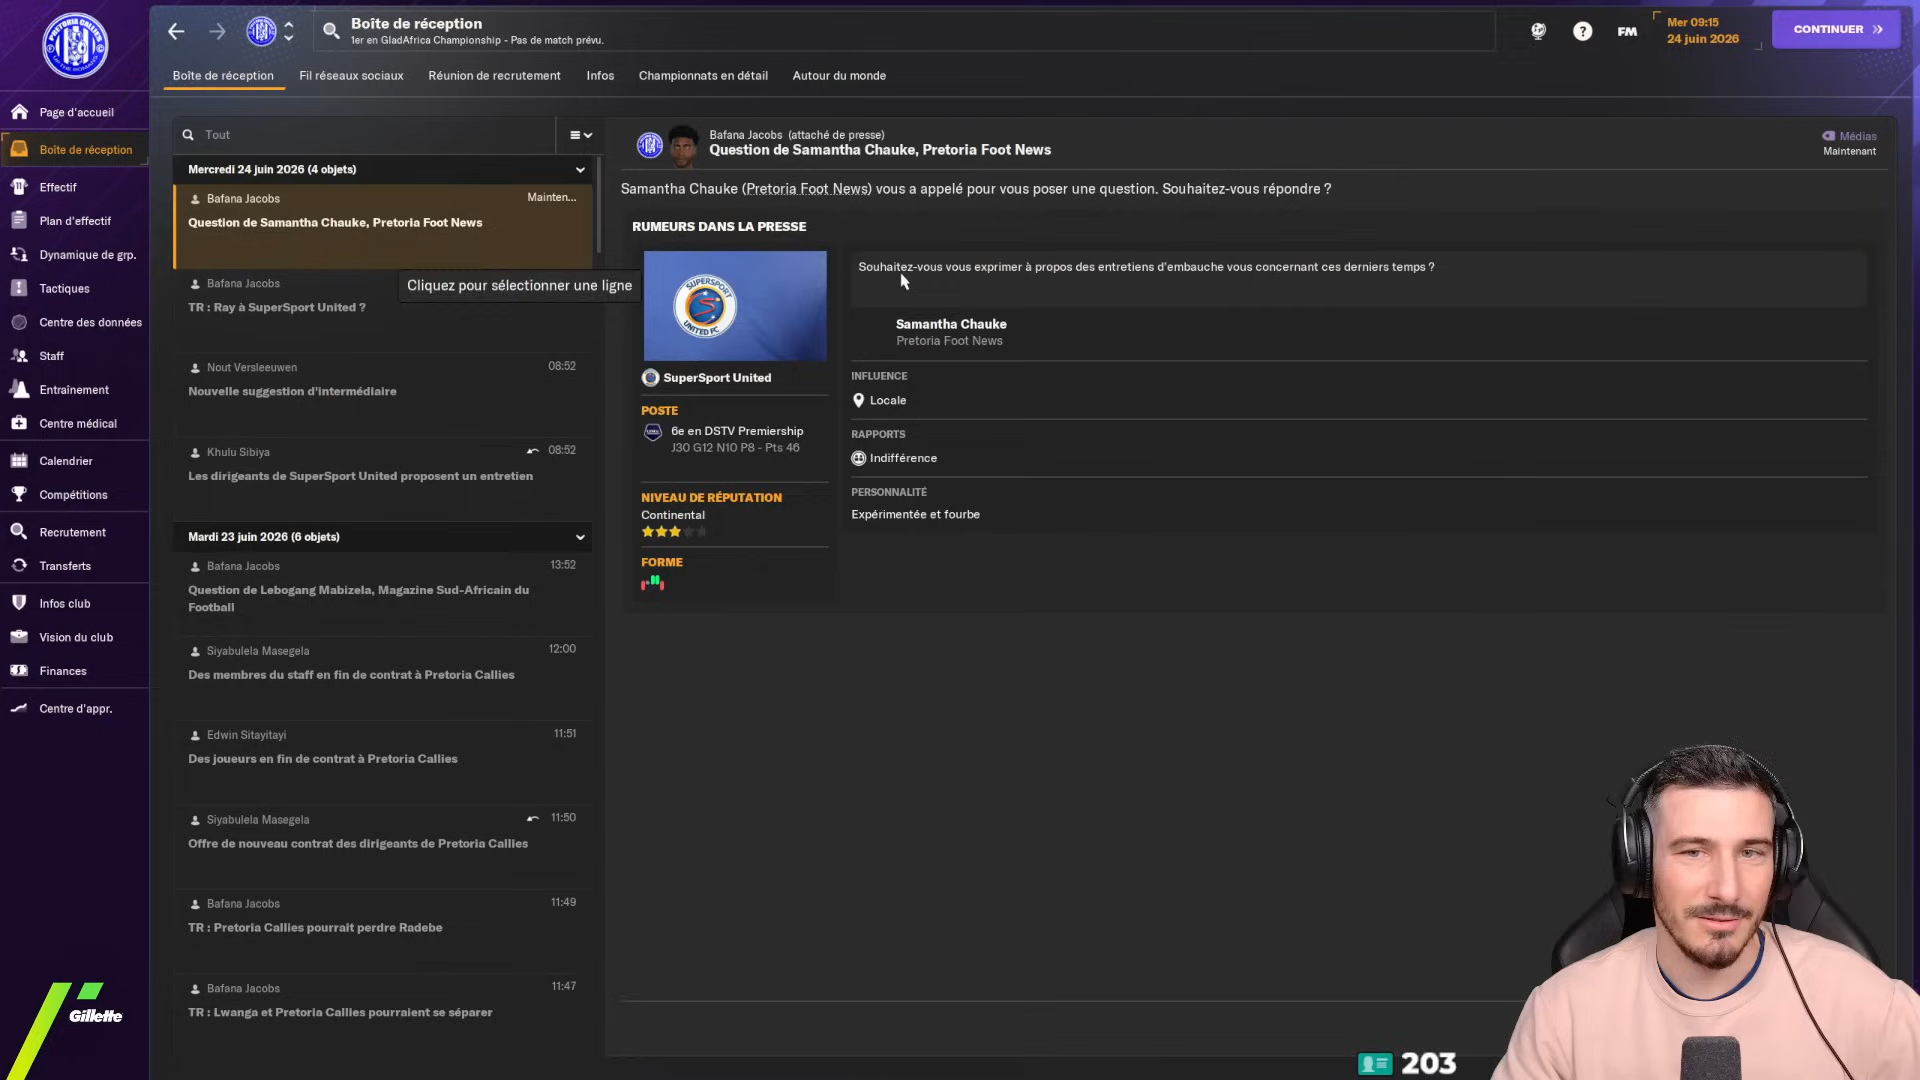 Boîte de réception
1er en GladAfrica Championship - Pas de match prévu.
FM
Mer 09:15
24 juin 2026
CONTINUER
Boîte de réception
Fil réseaux sociaux
Réunion de recrutement
Infos
Championnats en détail
Autour du monde
Page d'accueil
Boîte de réception
Effectif
Plan d'effectif
Dynamique de grp.
Tactiques
Centre des données
Staff
Entraînement
Centre médical
Calendrier
Compétitions
Recrutement
Transferts
Infos club
Vision du club
Finances
Centre d'appr.
Gillette
Tout
Mercredi 24 juin 2026 (4 objets)
Bafana Jacobs
Mainten...
Question de Samantha Chauke, Pretoria Foot News
Bafana Jacobs
TR : Ray à SuperSport United ?
Cliquez pour sélectionner une ligne
Nout Versleeuwen
08:52
Nouvelle suggestion d'intermédiaire
Khulu Sibiya
08:52
Les dirigeants de SuperSport United proposent un entretien
Mardi 23 juin 2026 (6 objets)
Bafana Jacobs
13:52
Question de Lebogang Mabizela, Magazine Sud-Africain du
Football
Siyabulela Masegela
12:00
Des membres du staff en fin de contrat à Pretoria Callies
Edwin Sitayitayi
11:51
Des joueurs en fin de contrat à Pretoria Callies
Siyabulela Masegela
11:50
Offre de nouveau contrat des dirigeants de Pretoria Callies
Bafana Jacobs
11:49
TR : Pretoria Callies pourrait perdre Radebe
Bafana Jacobs
11:47
TR : Lwanga et Pretoria Callies pourraient se séparer
Bafana Jacobs (attaché de presse)
Question de Samantha Chauke, Pretoria Foot News
Médias
Maintenant
Samantha Chauke (Pretoria Foot News) vous a appelé pour vous poser une question. Souhaitez-vous répondre ?
RUMEURS DANS LA PRESSE
SUPERSPORT
UNITED FC
SuperSport United
POSTE
6e en DSTV Premiership
J30 G12 N10 P8 - Pts 46
NIVEAU DE RÉPUTATION
Continental
FORME
Souhaitez-vous vous exprimer à propos des entretiens d'embauche vous concernant ces derniers temps ?
Samantha Chauke
Pretoria Foot News
INFLUENCE
Locale
RAPPORTS
Indifférence
PERSONNALITÉ
Expérimentée et fourbe
203